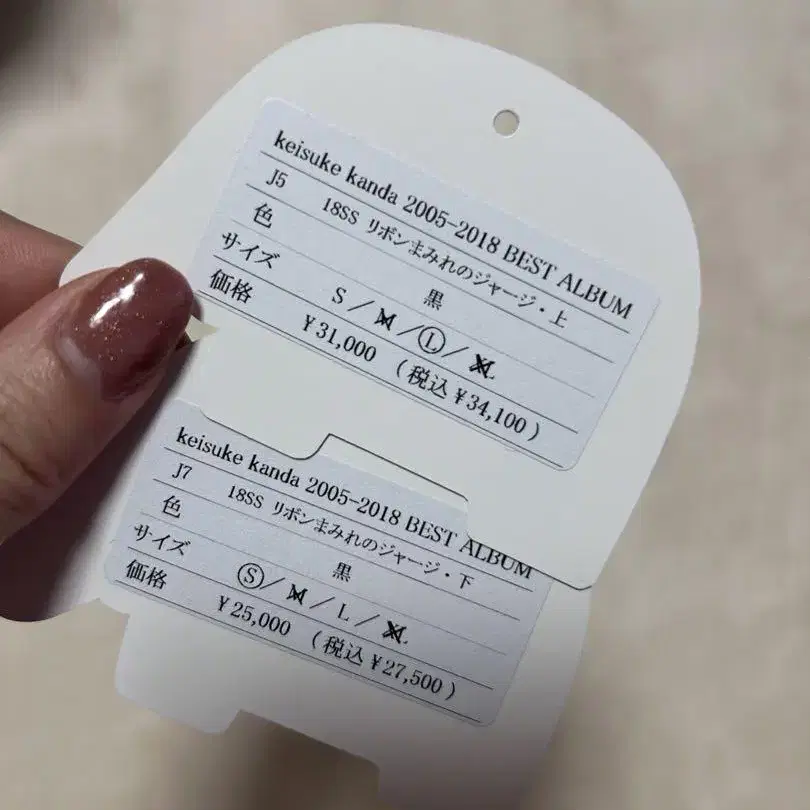 keisuke kanda 2005-2018 BEST ALBUM
J5 18SS リボンまみれのジャージ・上
色 黒
サイズ S / M / L / XL
価格 ¥31,000 (税込 ¥34,100)
keisuke kanda 2005-2018 BEST ALBUM
J7 18SS リボンまみれのジャージ・下
色 黒
サイズ S / M / L / XL
価格 ¥25,000 (税込 ¥27,500)